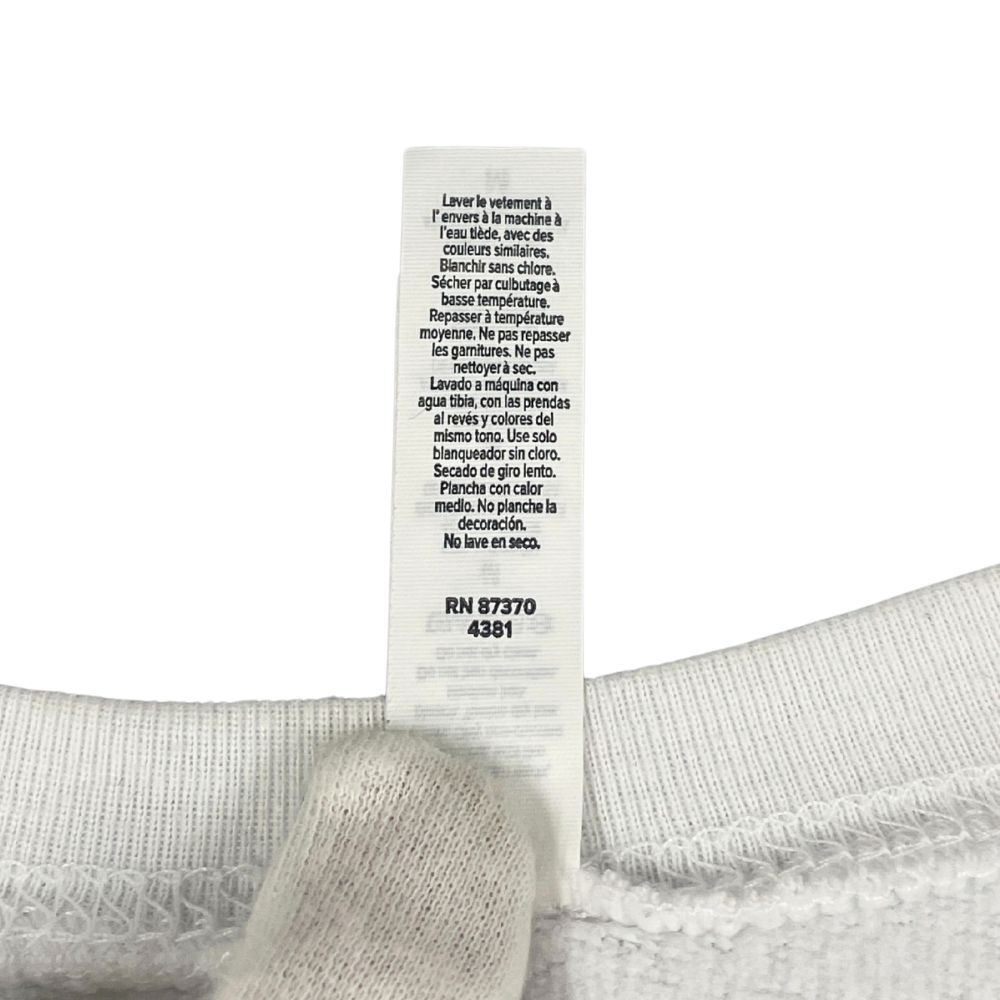 Laver le vetement à
l' envers à la machine à
l'eau tiède, avec des
couleurs similaires.
Blanchir sans chlore.
Sécher par culbutage à
basse température.
Repasser à température
moyenne. Ne pas repasser
les garnitures. Ne pas
nettoyer à sec.
Lavado a máquina con
agua tibia, con las prendas
al revés y colores del
mismo tono. Use solo
blanqueador sin cloro.
Secado de giro lento.
Plancha con calor
medio. No planche la
decoración.
No lave en seco.
RN 87370
4381